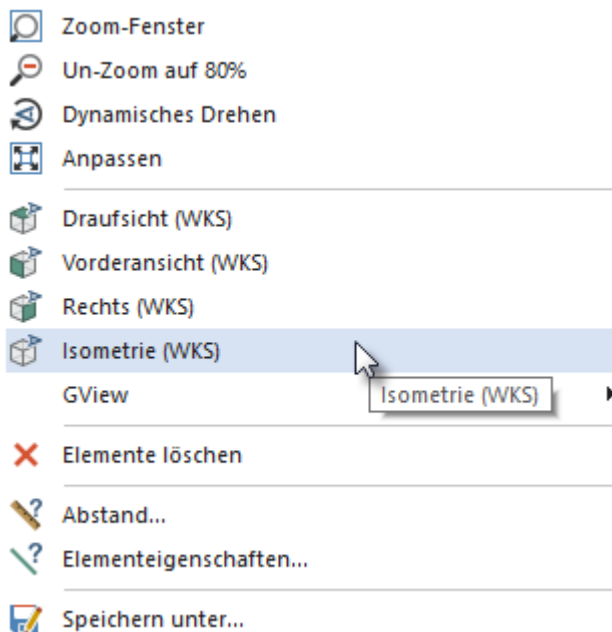 Zoom-Fenster
Un-Zoom auf 80%
Dynamisches Drehen
Anpassen
Draufsicht (WKS)
Vorderansicht (WKS)
Rechts (WKS)
Isometrie (WKS)
GView
Isometrie (WKS)
Elemente löschen
Abstand...
Elementeigenschaften...
Speichern unter...